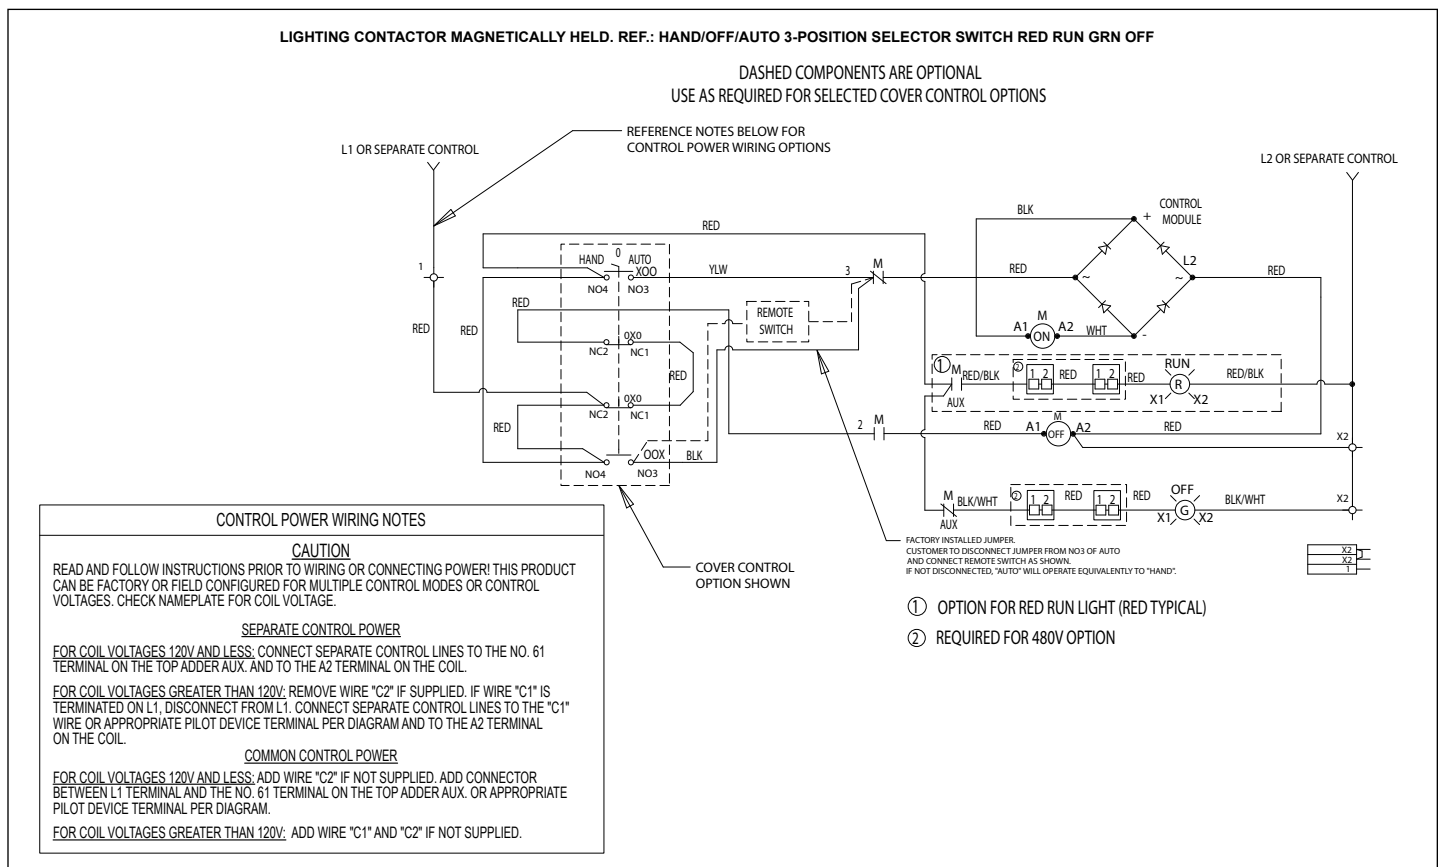 LIGHTING CONTACTOR MAGNETICALLY HELD. REF.: HAND/OFF/AUTO 3-POSITION SELECTOR SWITCH RED RUN GRN OFF
DASHED COMPONENTS ARE OPTIONAL
USE AS REQUIRED FOR SELECTED COVER CONTROL OPTIONS
REFERENCE NOTES BELOW FOR
CONTROL POWER WIRING OPTIONS
L1 OR SEPARATE CONTROL
L2 OR SEPARATE CONTROL
BLK
CONTROL
MODULE
+
RED
HAND
0
AUTO
XOO
YLW
3
M
RED
~
~
L2
RED
1
NO4
NO3
RED
REMOTE
SWITCH
RED
RED
0X0
NC2
NC1
M
A1
ON
A2
WHT
-
RED
1
M
RED/BLK
2
1 2
RED
1 2
RED
RUN
R
X1
X2
RED/BLK
AUX
0X0
NC2
NC1
RED
2
M
RED
A1
M
OFF
A2
RED
X2
OOX
BLK
NO4
NO3
M
BLK/WHT
2
1 2
RED
1 2
RED
OFF
G
X1
X2
BLK/WHT
X2
AUX
FACTORY INSTALLED JUMPER.
CUSTOMER TO DISCONNECT JUMPER FROM NO3 OF AUTO
AND CONNECT REMOTE SWITCH AS SHOWN.
IF NOT DISCONNECTED, "AUTO" WILL OPERATE EQUIVALENTLY TO "HAND".
X2
X2
1
COVER CONTROL
OPTION SHOWN
1 OPTION FOR RED RUN LIGHT (RED TYPICAL)
2 REQUIRED FOR 480V OPTION
CONTROL POWER WIRING NOTES
CAUTION
READ AND FOLLOW INSTRUCTIONS PRIOR TO WIRING OR CONNECTING POWER! THIS PRODUCT
CAN BE FACTORY OR FIELD CONFIGURED FOR MULTIPLE CONTROL MODES OR CONTROL
VOLTAGES. CHECK NAMEPLATE FOR COIL VOLTAGE.
SEPARATE CONTROL POWER
FOR COIL VOLTAGES 120V AND LESS: CONNECT SEPARATE CONTROL LINES TO THE NO. 61
TERMINAL ON THE TOP ADDER AUX. AND TO THE A2 TERMINAL ON THE COIL.
FOR COIL VOLTAGES GREATER THAN 120V: REMOVE WIRE "C2" IF SUPPLIED. IF WIRE "C1" IS
TERMINATED ON L1, DISCONNECT FROM L1. CONNECT SEPARATE CONTROL LINES TO THE "C1"
WIRE OR APPROPRIATE PILOT DEVICE TERMINAL PER DIAGRAM AND TO THE A2 TERMINAL
ON THE COIL.
COMMON CONTROL POWER
FOR COIL VOLTAGES 120V AND LESS: ADD WIRE "C2" IF NOT SUPPLIED. ADD CONNECTOR
BETWEEN L1 TERMINAL AND THE NO. 61 TERMINAL ON THE TOP ADDER AUX. OR APPROPRIATE
PILOT DEVICE TERMINAL PER DIAGRAM.
FOR COIL VOLTAGES GREATER THAN 120V: ADD WIRE "C1" AND "C2" IF NOT SUPPLIED.